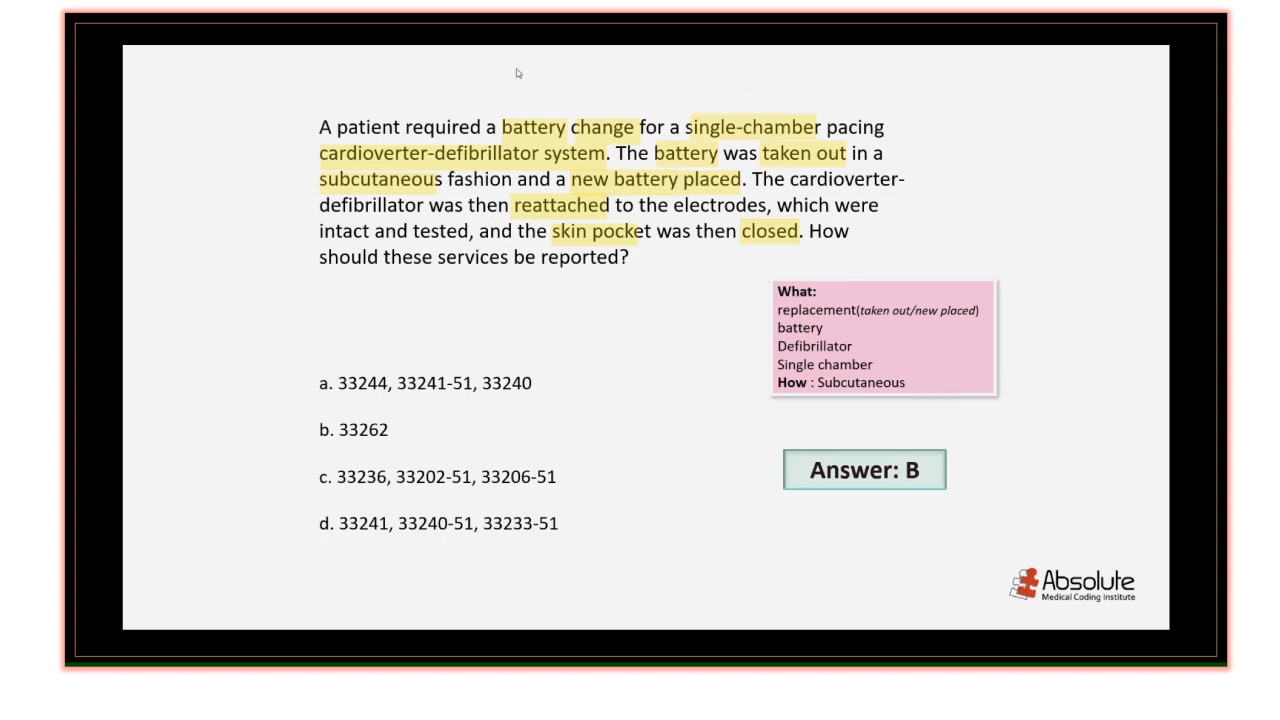 A patient required a battery change for a single-chamber pacing
cardioverter-defibrillator system. The battery was taken out in a
subcutaneous fashion and a new battery placed. The cardioverter-
defibrillator was then reattached to the electrodes, which were
intact and tested, and the skin pocket was then closed. How
should these services be reported?
What:
replacement(taken out/new placed)
battery
Defibrillator
Single chamber
How : Subcutaneous
a. 33244, 33241-51, 33240
b. 33262
c. 33236, 33202-51, 33206-51
d. 33241, 33240-51, 33233-51
Answer: B
Absolute
Medical Coding Institute